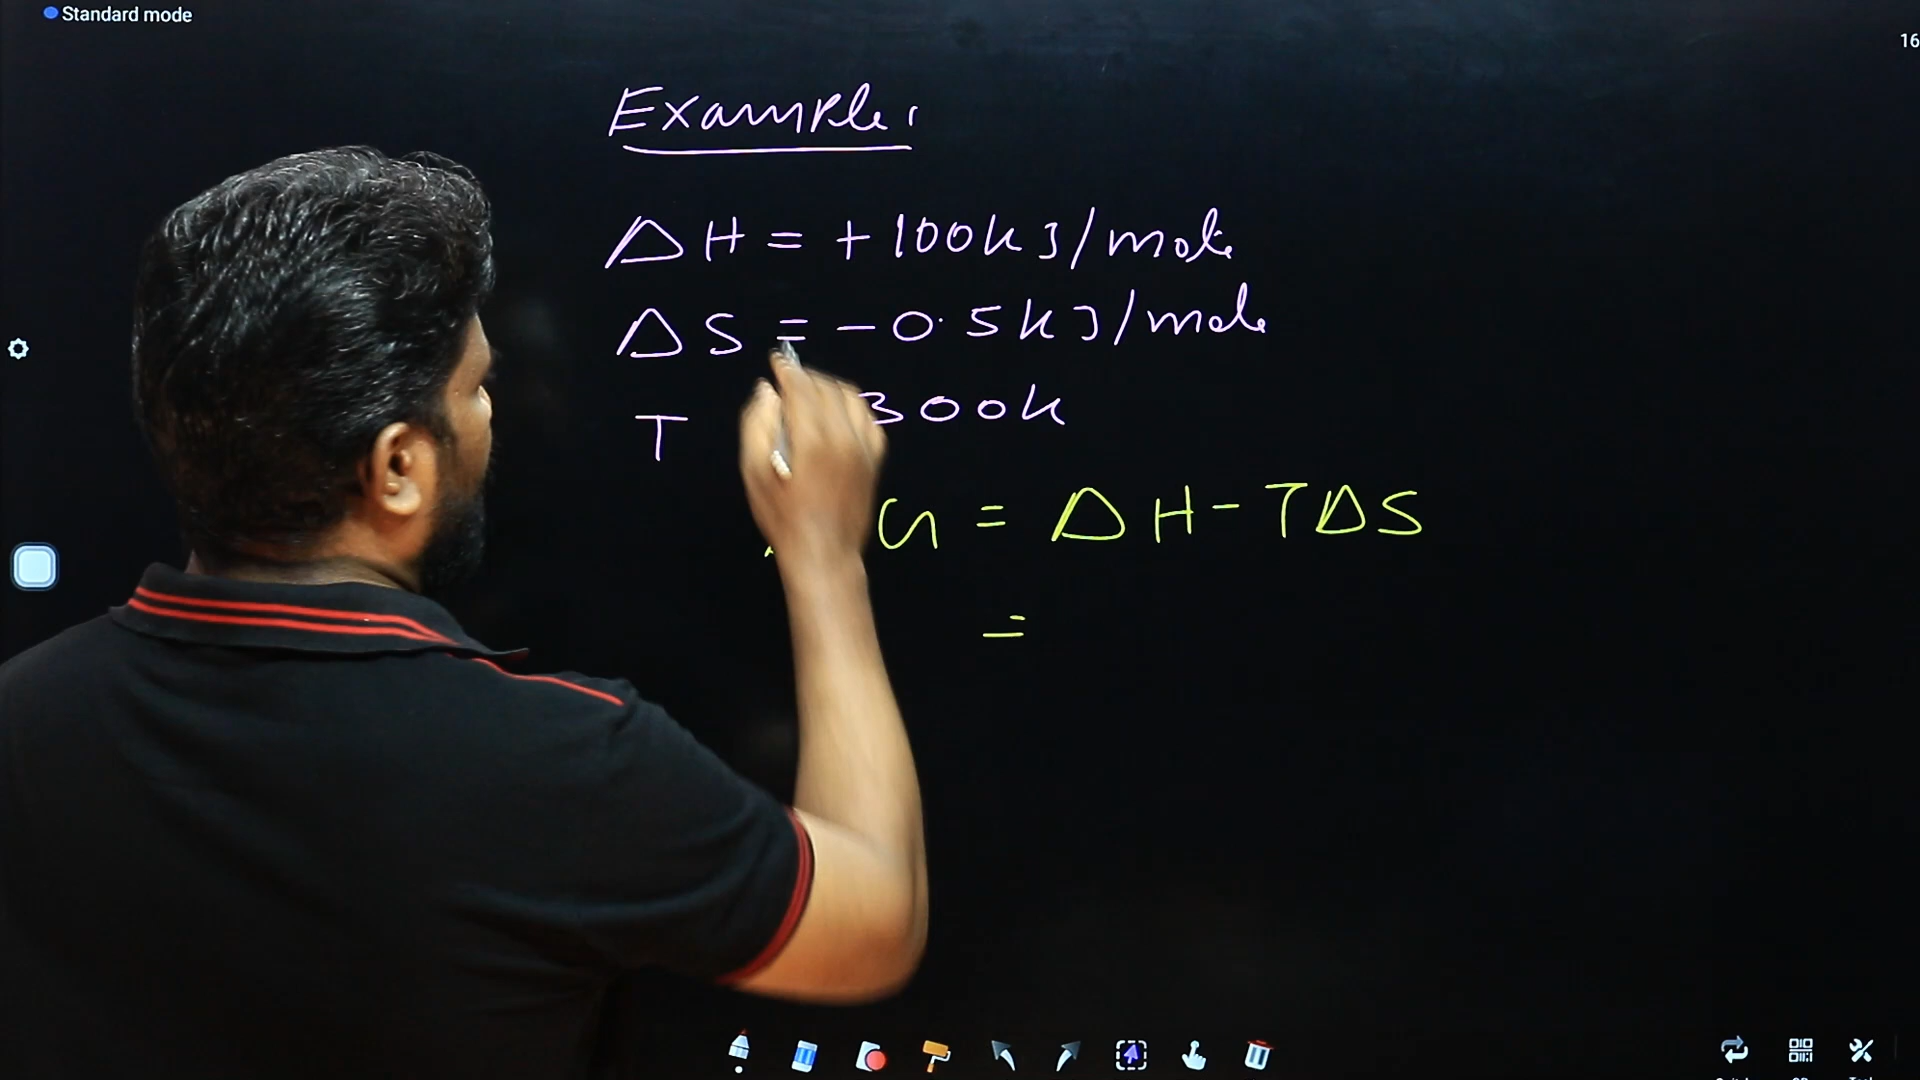 Standard mode
16
Example:
ΔH = +100kJ/mole
ΔS = -0.5kJ/mole
T 300k
G = ΔH-TΔS
=